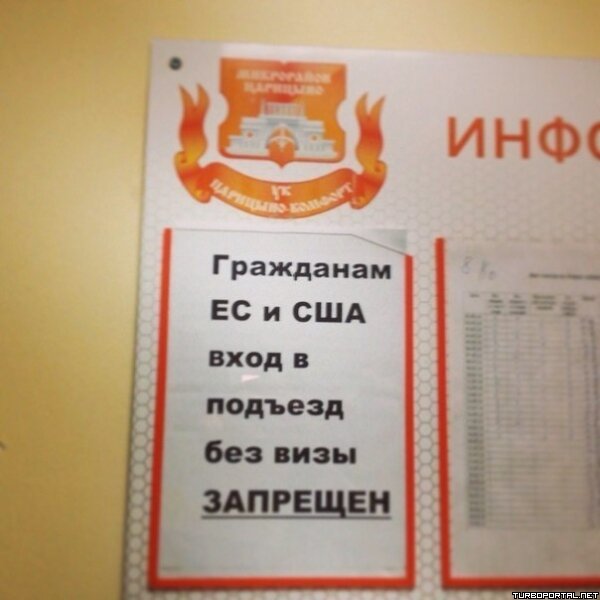 МИКРОРАЙОН
ЦАРИЦЫНО
УК
ЦАРИЦЫНО-КОМФОРТ
ИНФО
Гражданам
ЕС и США
вход в
подъезд
без визы
ЗАПРЕЩЕН
TURBOPORTAL.NET